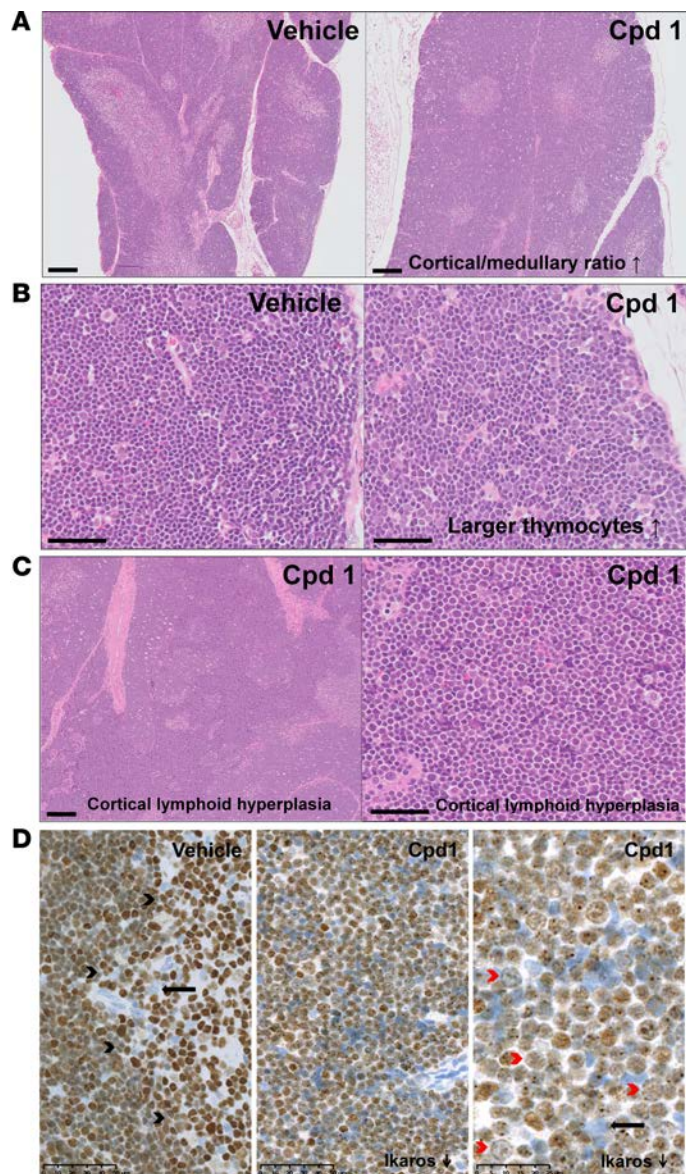 A
Vehicle
Cpd 1
Cortical/medullary ratio ↑
B
Vehicle
Cpd 1
Larger thymocytes ↑
C
Cpd 1
Cpd 1
Cortical lymphoid hyperplasia
Cortical lymphoid hyperplasia
D
Vehicle
Cpd1
Cpd1
Ikaros ↓
Ikaros ↓